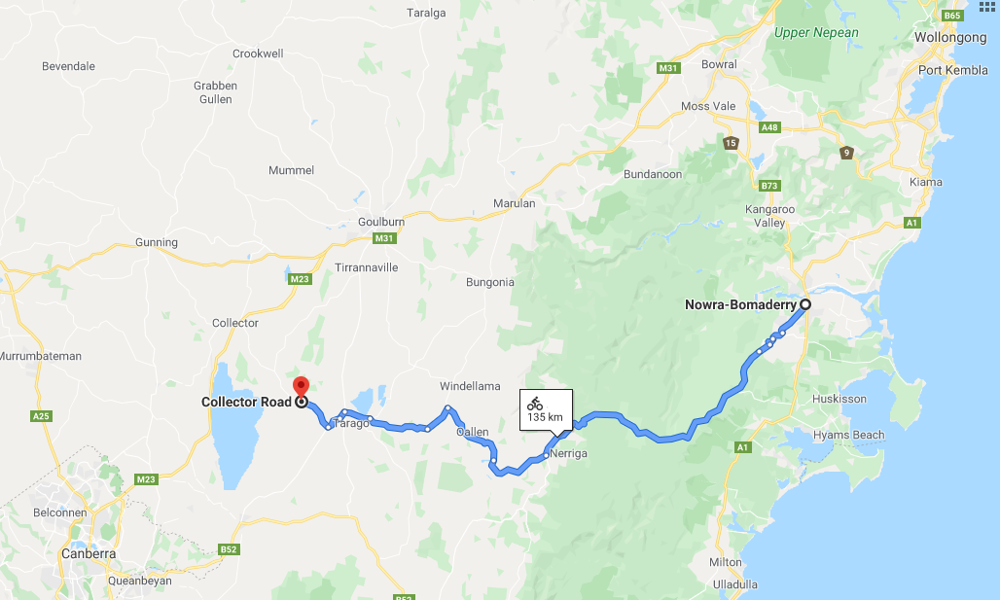 Taralga
B65
Upper Nepean
Wollongong
Crookwell
Bevendale
M31
Bowral
Port Kembla
Grabben
Gullen
Moss Vale
A48
15
9
Mummel
Bundanoon
B73
Kiama
Marulan
Kangaroo
Valley
Goulburn
A1
M31
Gunning
Tirrannaville
M23
Bungonia
Nowra-Bomaderry
Collector
Murrumbateman
Windellama
Collector Road
Huskisson
135 km
A25
Tarago
Oallen
Hyams Beach
A1
Nerriga
M23
Belconnen
B52
Canberra
Milton
Queanbeyan
Ulladulla
B52